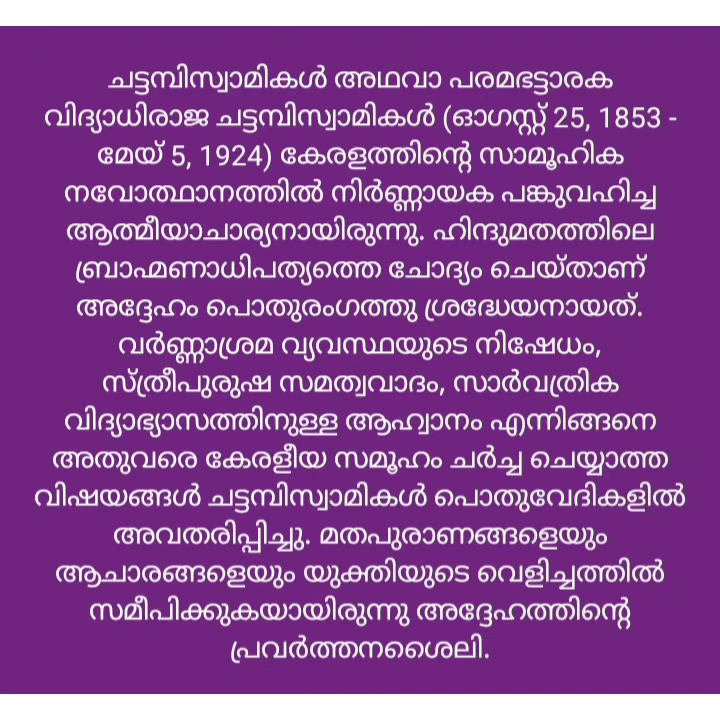 ചട്ടമ്പിസ്വാമികൾ അഥവാ പരമഭട്ടാരക
വിദ്യാധിരാജ ചട്ടമ്പിസ്വാമികൾ (ഓഗസ്റ്റ് 25, 1853 -
മേയ് 5, 1924) കേരളത്തിന്റെ സാമൂഹിക
നവോത്ഥാനത്തിൽ നിർണ്ണായക പങ്കുവഹിച്ച
ആത്മീയാചാര്യനായിരുന്നു. ഹിന്ദുമതത്തിലെ
ബ്രാഹ്മണാധിപത്യത്തെ ചോദ്യം ചെയ്താണ്
അദ്ദേഹം പൊതുരംഗത്തു ശ്രദ്ധേയനായത്.
വർണ്ണാശ്രമ വ്യവസ്ഥയുടെ നിഷേധം,
സ്ത്രീപുരുഷ സമത്വവാദം, സാർവത്രിക
വിദ്യാഭ്യാസത്തിനുള്ള ആഹ്വാനം എന്നിങ്ങനെ
അതുവരെ കേരളീയ സമൂഹം ചർച്ച ചെയ്യാത്ത
വിഷയങ്ങൾ ചട്ടമ്പിസ്വാമികൾ പൊതുവേദികളിൽ
അവതരിപ്പിച്ചു. മതപുരാണങ്ങളെയും
ആചാരങ്ങളെയും യുക്തിയുടെ വെളിച്ചത്തിൽ
സമീപിക്കുകയായിരുന്നു അദ്ദേഹത്തിന്റെ
പ്രവർത്തനശൈലി.